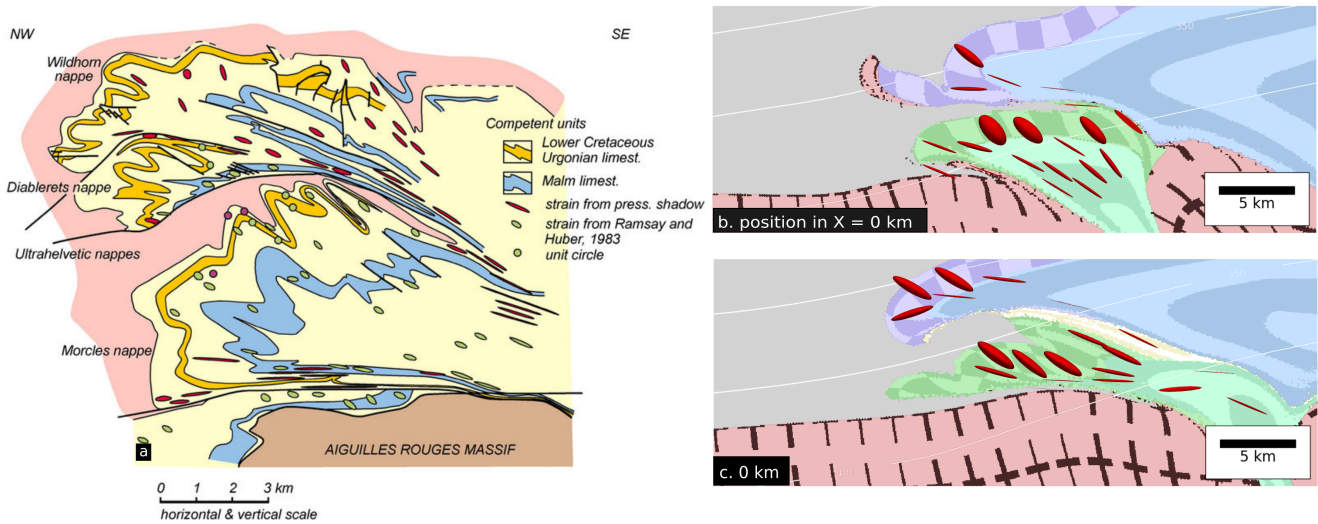 NW
SE
Wildhorn
nappe
Diablerets nappe
Ultrahelvetic nappes
Morcles nappe
Competent units
Lower Cretaceous
Urgonian limest.
Malm limest.
strain from press. shadow
strain from Ramsay and
Huber, 1983
unit circle
AIGUILLES ROUGES MASSIF
a
0 1 2 3 km
horizontal & vertical scale
350
5 km
b. position in X = 0 km
350
5 km
c. 0 km